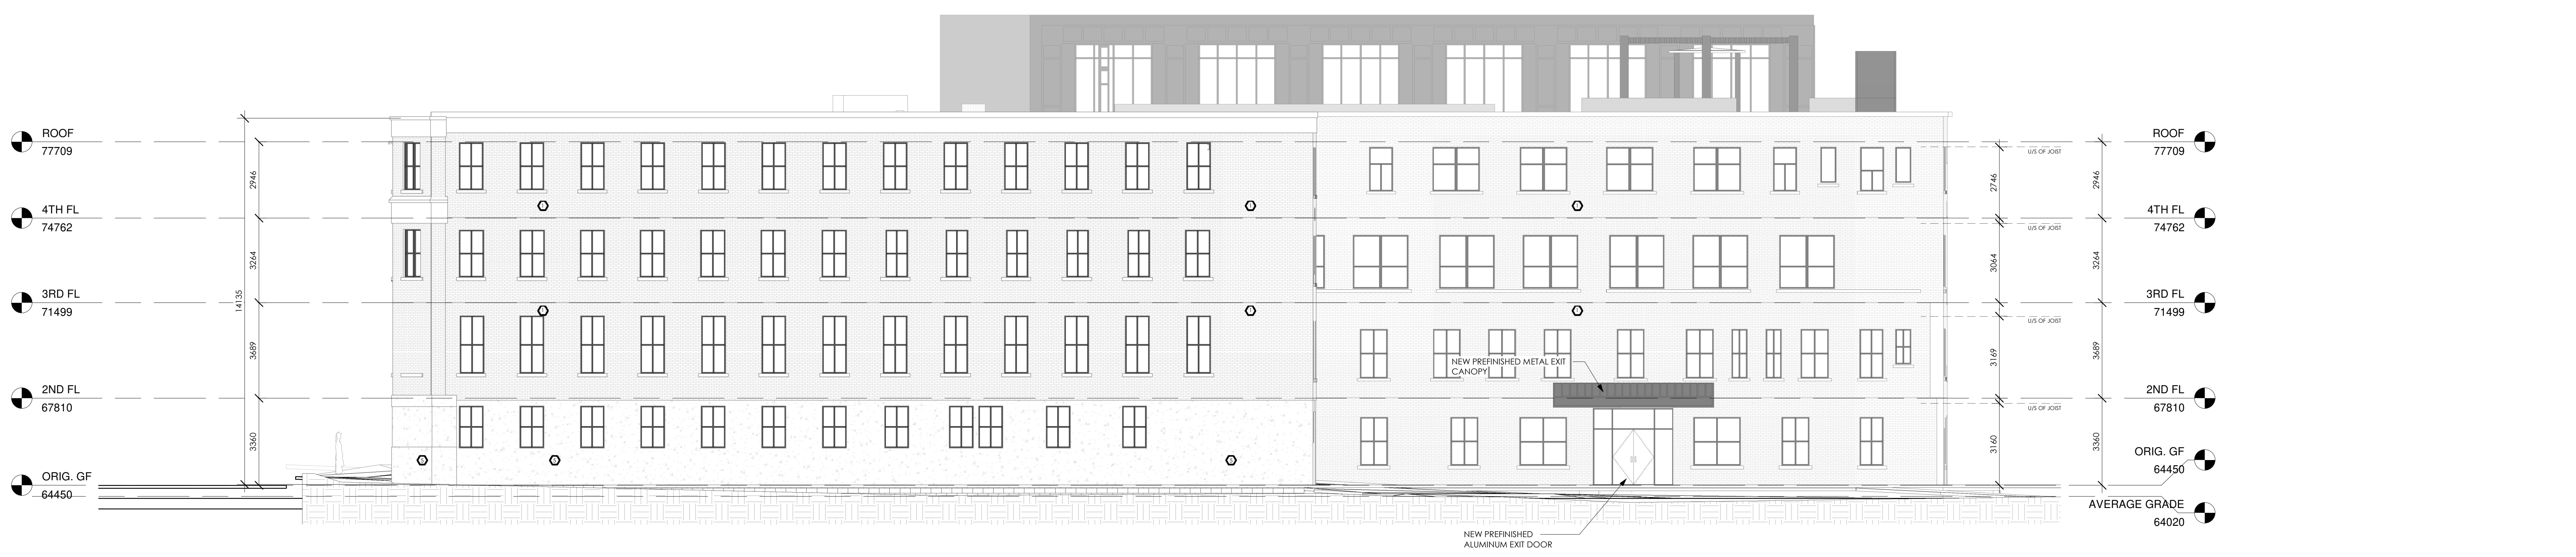 ROOF
77709
4TH FL
74762
3RD FL
71499
2ND FL
67810
ORIG. GF
64450
14135
2946
3264
3689
3360
NEW PREFINISHED METAL EXIT
CANOPY
NEW PREFINISHED
ALUMINUM EXIT DOOR
U/S OF JOIST
U/S OF JOIST
U/S OF JOIST
U/S OF JOIST
2746
3064
3169
3160
2946
3264
3689
3360
ROOF
77709
4TH FL
74762
3RD FL
71499
2ND FL
67810
ORIG. GF
64450
AVERAGE GRADE
64020